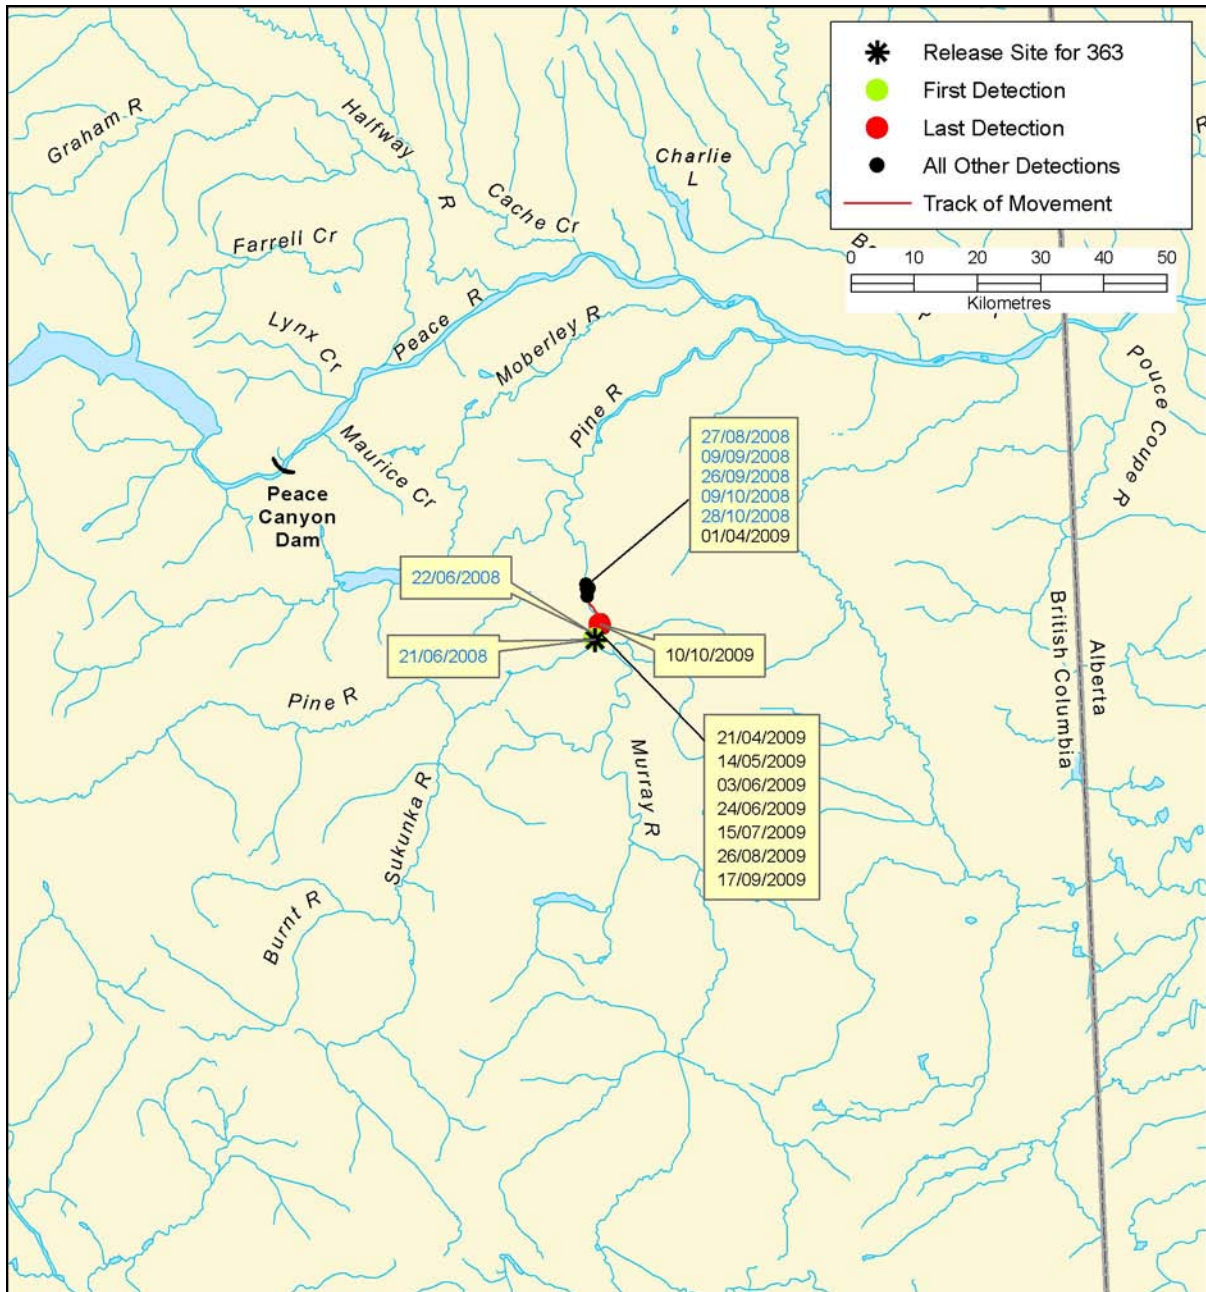 Release Site for 363
First Detection
Last Detection
All Other Detections
Track of Movement
0 10 20 30 40 50
Kilometres
Graham R
Halfway
R
Charlie
L
Cache Cr
Farrell Cr
Lynx Cr
Peace R
Moberley R
Pine R
Maurice Cr
Peace
Canyon
Dam
Pouce Coupe R
R
27/08/2008
09/09/2008
26/09/2008
09/10/2008
28/10/2008
01/04/2009
22/06/2008
21/06/2008
10/10/2009
British Columbia
Alberta
Pine R
Murray R
Sukunka R
Burnt R
21/04/2009
14/05/2009
03/06/2009
24/06/2009
15/07/2009
26/08/2009
17/09/2009